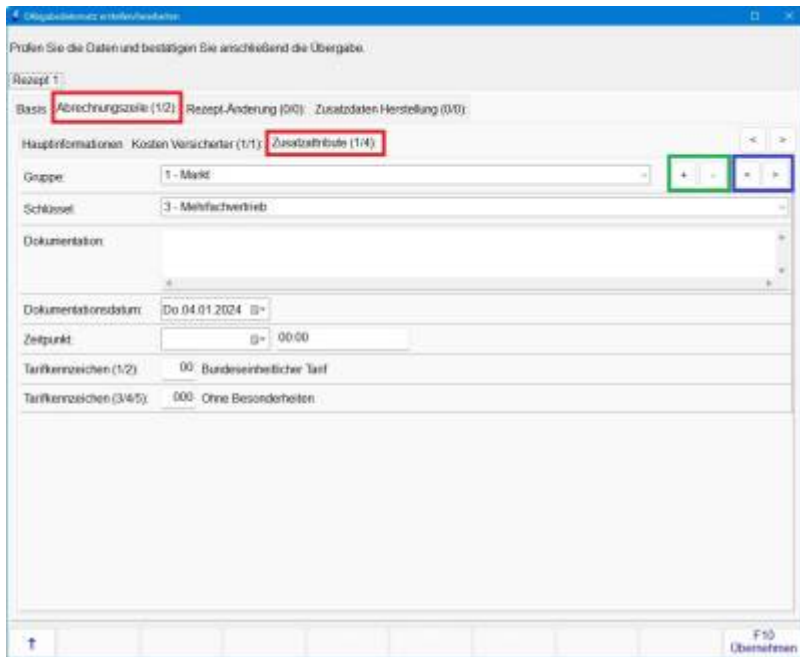 Abgabedatensatz erstellen/bearbeiten
Prüfen Sie die Daten und bestätigen Sie anschließend die Übergabe.
Rezept 1
Basis Abrechnungszeile (1/2) Rezept-Änderung (0/0) Zusatzdaten Herstellung (0/0)
Hauptinformationen Kosten Versicherter (1/1) Zusatzattribute (1/4) < >
Gruppe: 1 - Markt + - < >
Schlüssel: 3 - Mehrfachvertrieb
Dokumentation:
Dokumentationsdatum: Do.04.01.2024
Zeitpunkt: 00:00
Tarifkennzeichen (1/2): 00 Bundeseinheitlicher Tarif
Tarifkennzeichen (3/4/5): 000 Ohne Besonderheiten
F10
Übernehmen